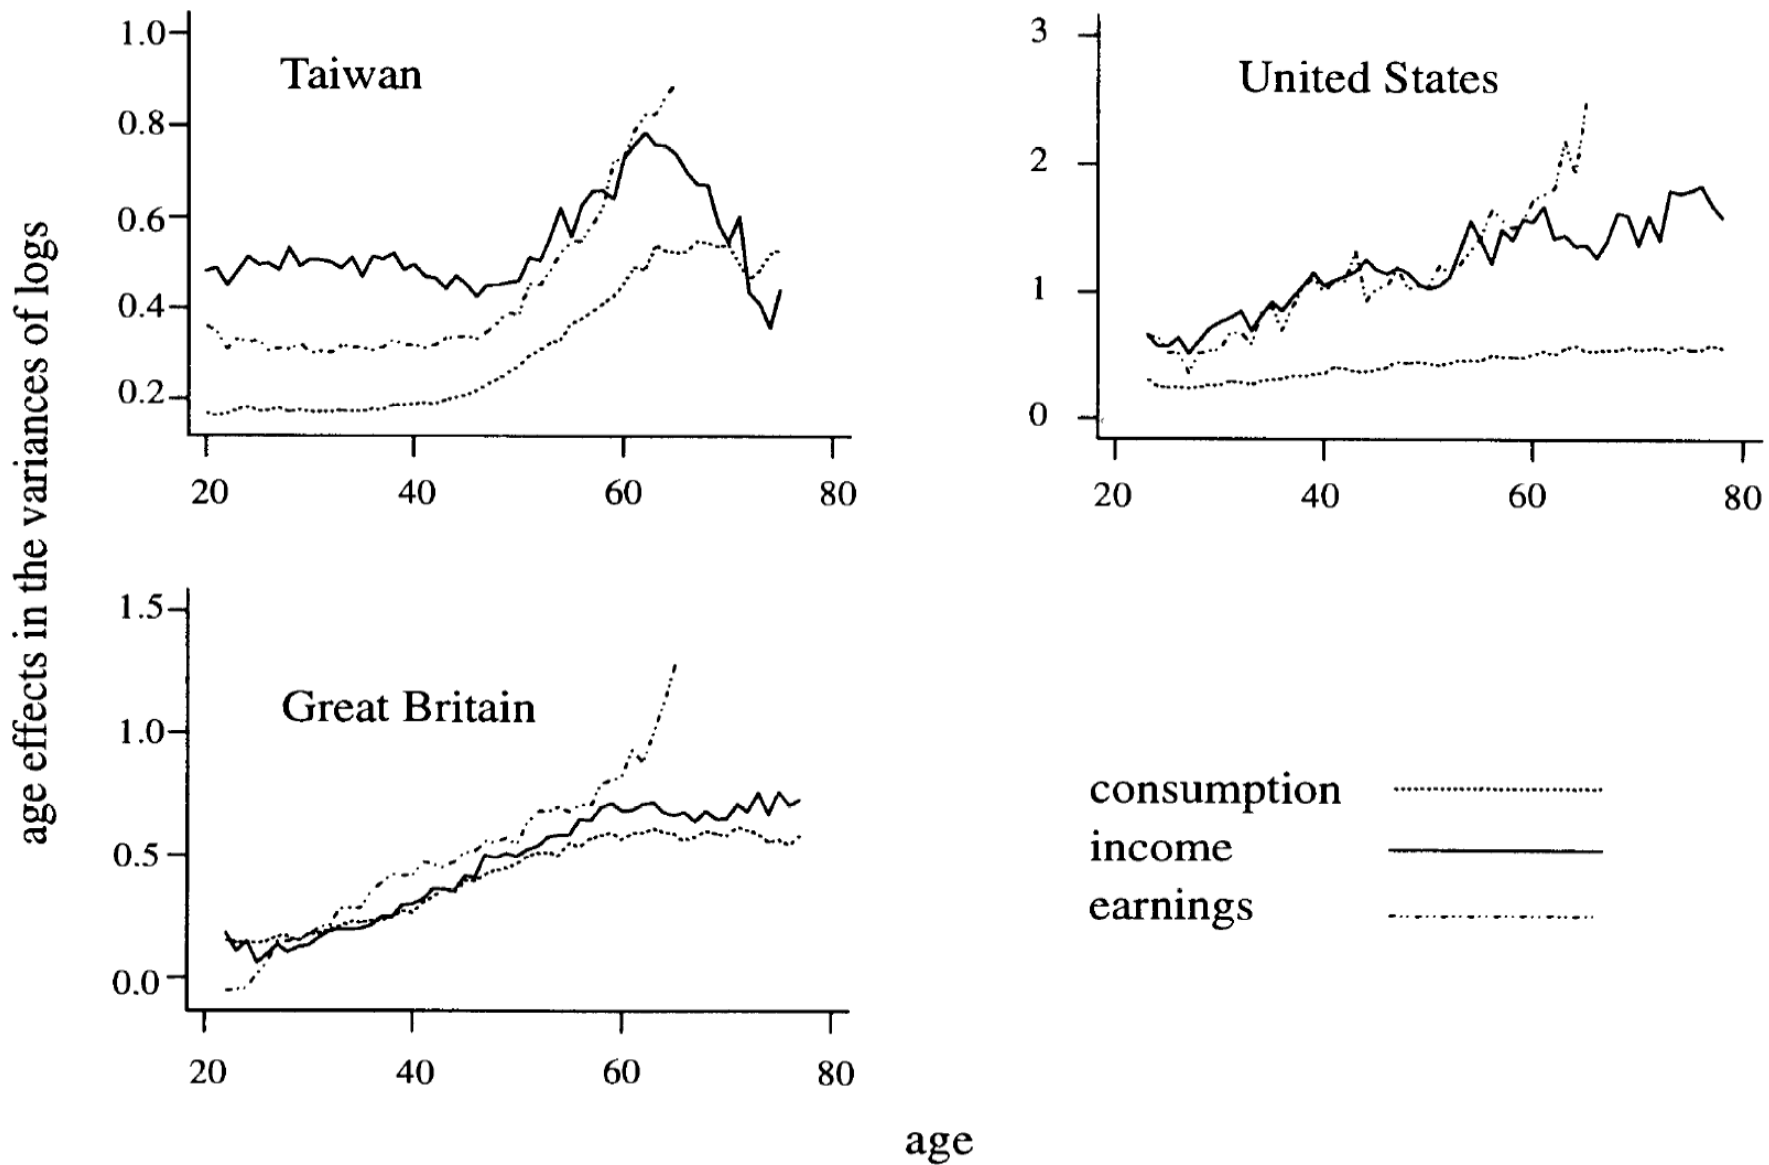 age effects in the variances of logs
Taiwan
1.0
0.8
0.6
0.4
0.2
20 40 60 80
United States
3
2
1
0
20 40 60 80
Great Britain
1.5
1.0
0.5
0.0
20 40 60 80
consumption
income
earnings
age